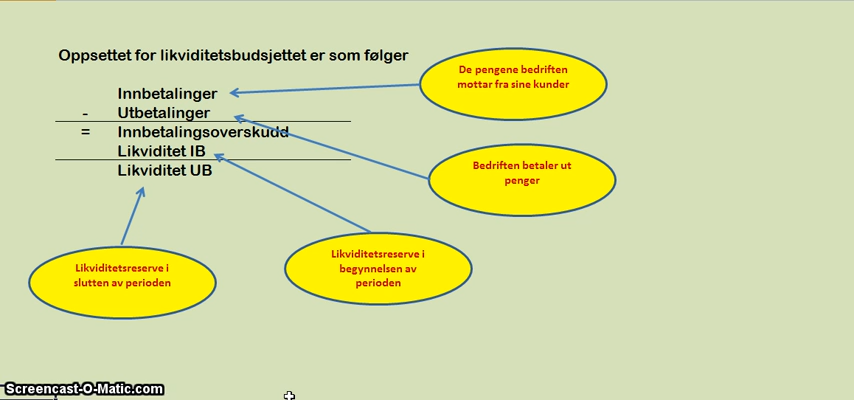 Oppsettet for likviditetsbudsjettet er som følger
De pengene bedriften
mottar fra sine kunder
Innbetalinger
- Utbetalinger
= Innbetalingsoverskudd
Likviditet IB
Likviditet UB
Bedriften betaler ut
penger
Likviditetsreserve i
slutten av perioden
Likviditetsreserve i
begynnelsen av
perioden
Screencast-O-Matic.com